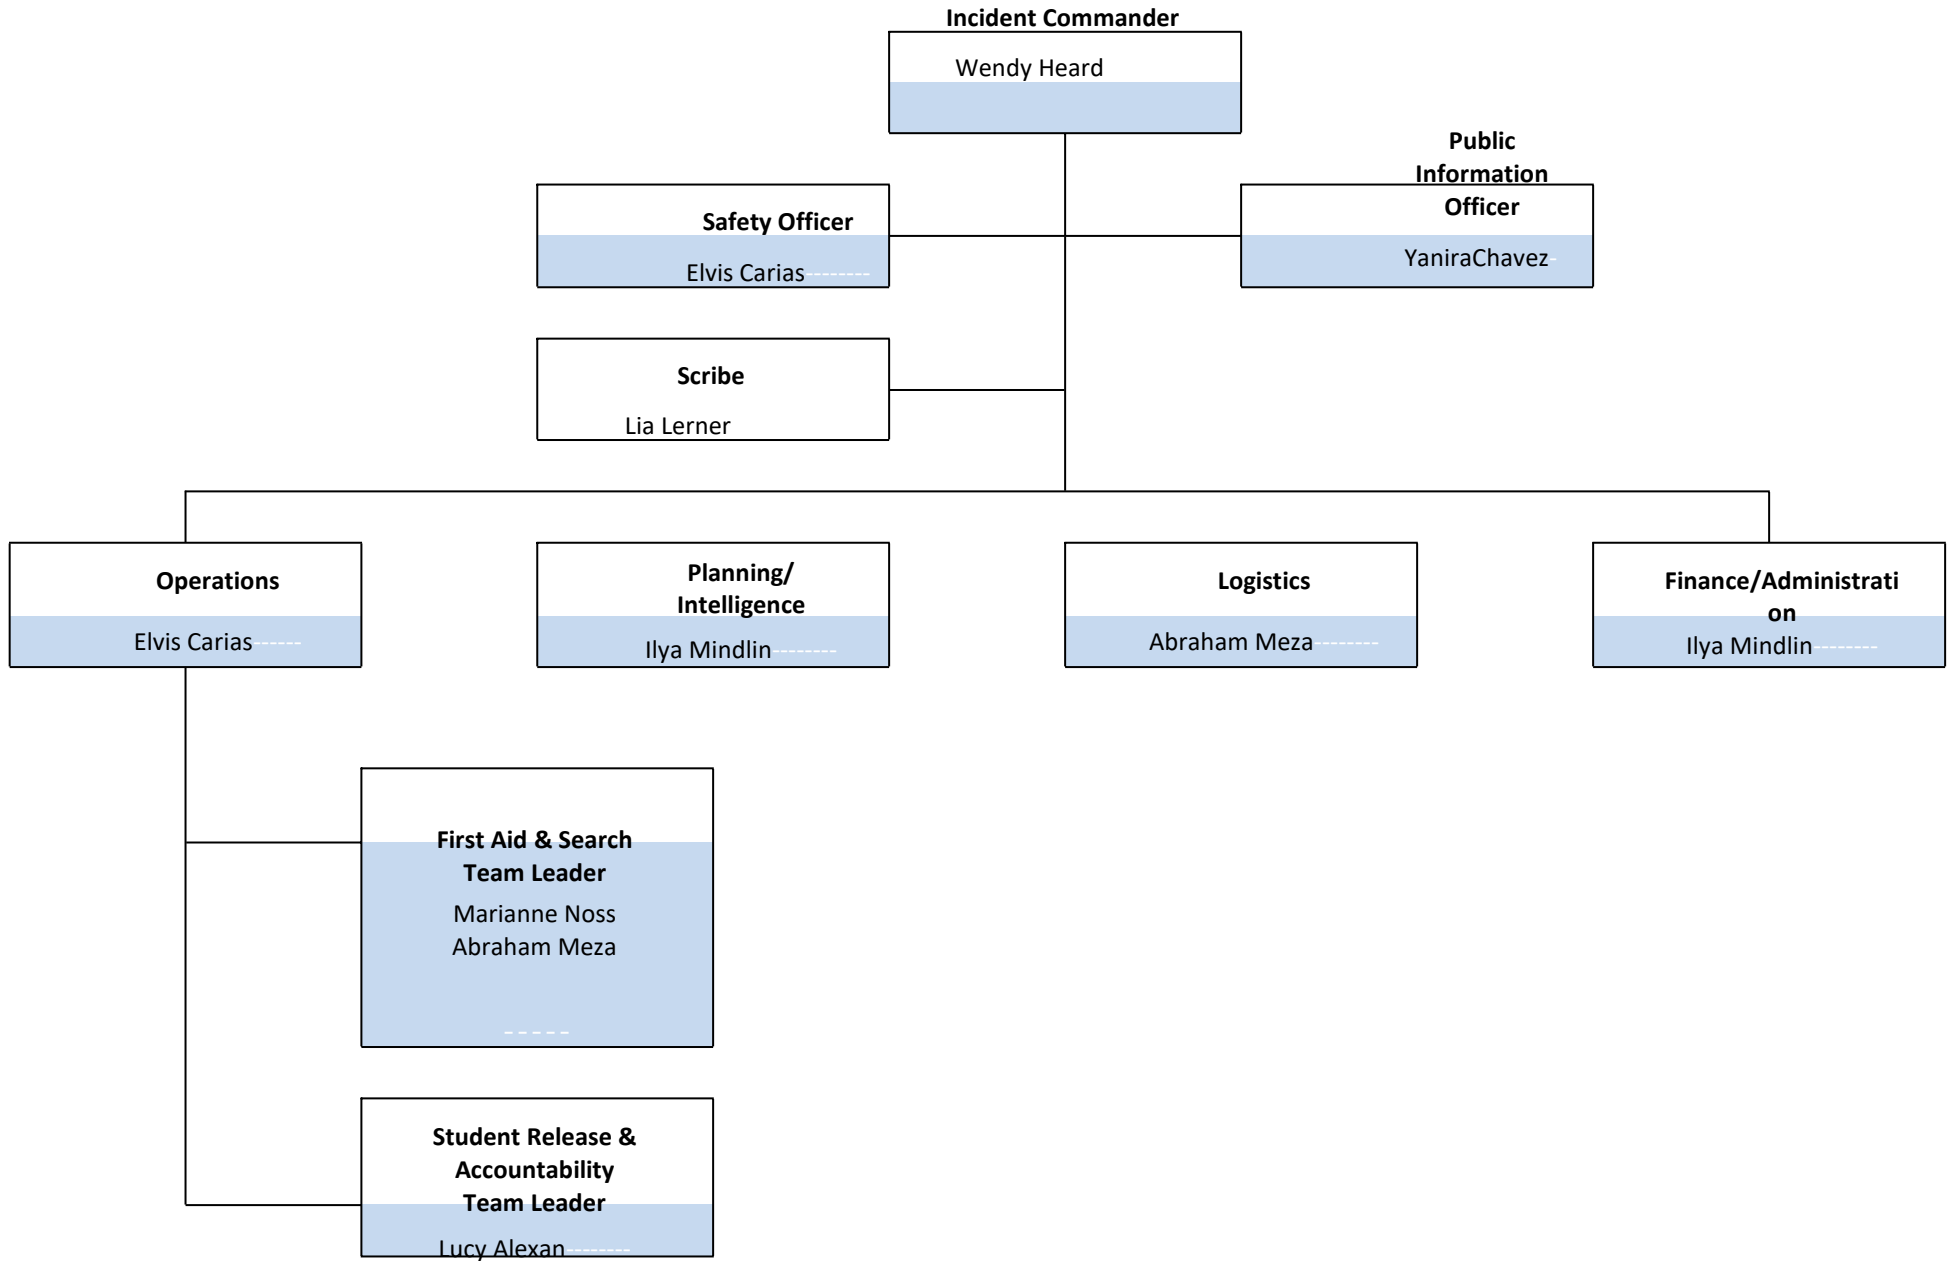 Incident Commander
Wendy Heard
Public
Information
Officer
YaniraChavez-
Safety Officer
Elvis Carias--------
Scribe
Lia Lerner
Operations
Elvis Carias------
Planning/
Intelligence
Ilya Mindlin--------
Logistics
Abraham Meza--------
Finance/Administrati
on
Ilya Mindlin--------
First Aid & Search
Team Leader
Marianne Noss
Abraham Meza
- - - - -
Student Release &
Accountability
Team Leader
Lucy Alexan--------